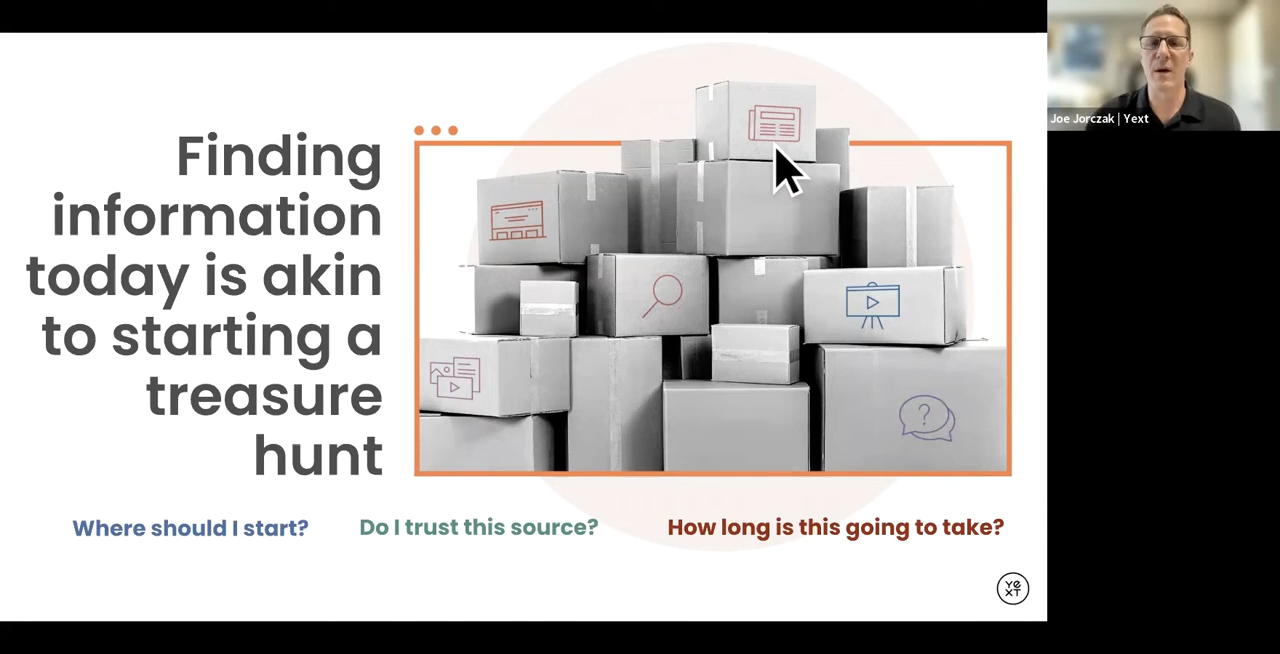 Finding
information
today is akin
to starting a
treasure
hunt
Where should I start?
Do I trust this source?
How long is this going to take?
?
yext
Joe Jorczak | Yext